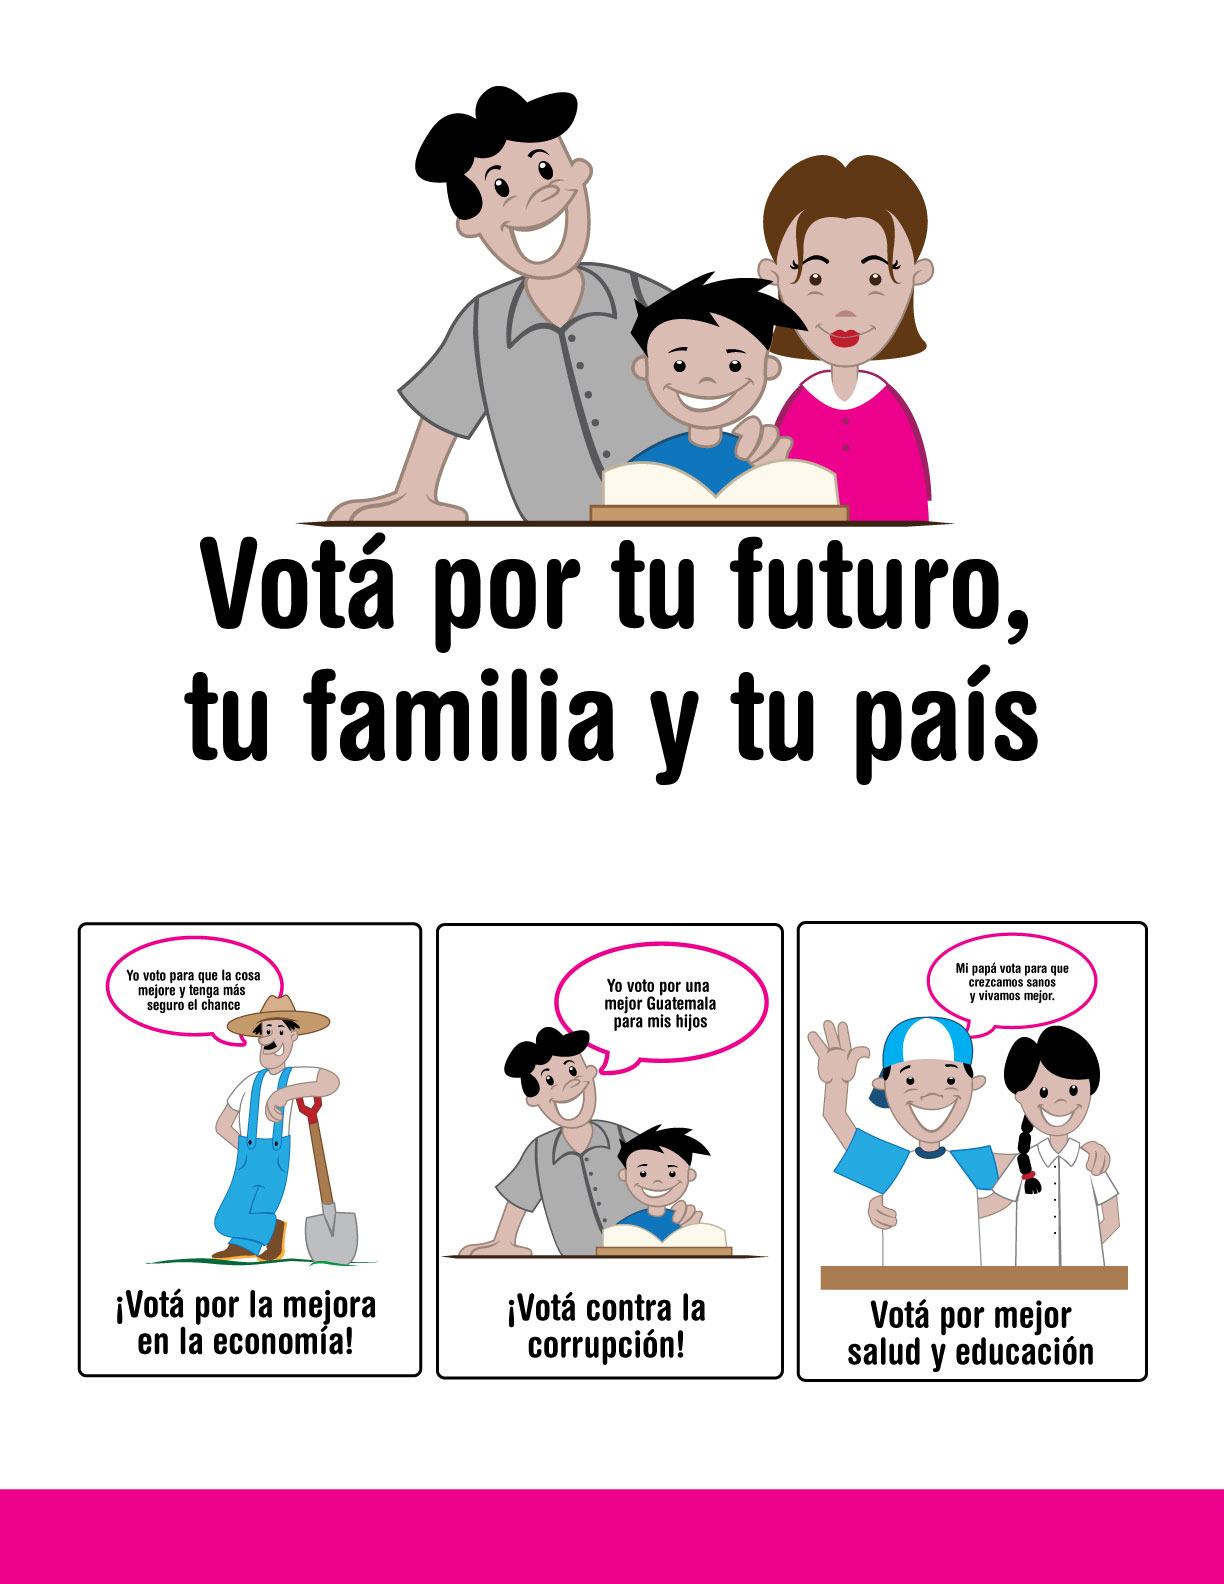 Votá por tu futuro,
tu familia y tu país
Yo voto para que la cosa
mejore y tenga más
seguro el chance
¡Votá por la mejora
en la economía!
Yo voto por una
mejor Guatemala
para mis hijos
¡Votá contra la
corrupción!
Mi papá vota para que
crezcamos sanos
y vivamos mejor.
Votá por mejor
salud y educación